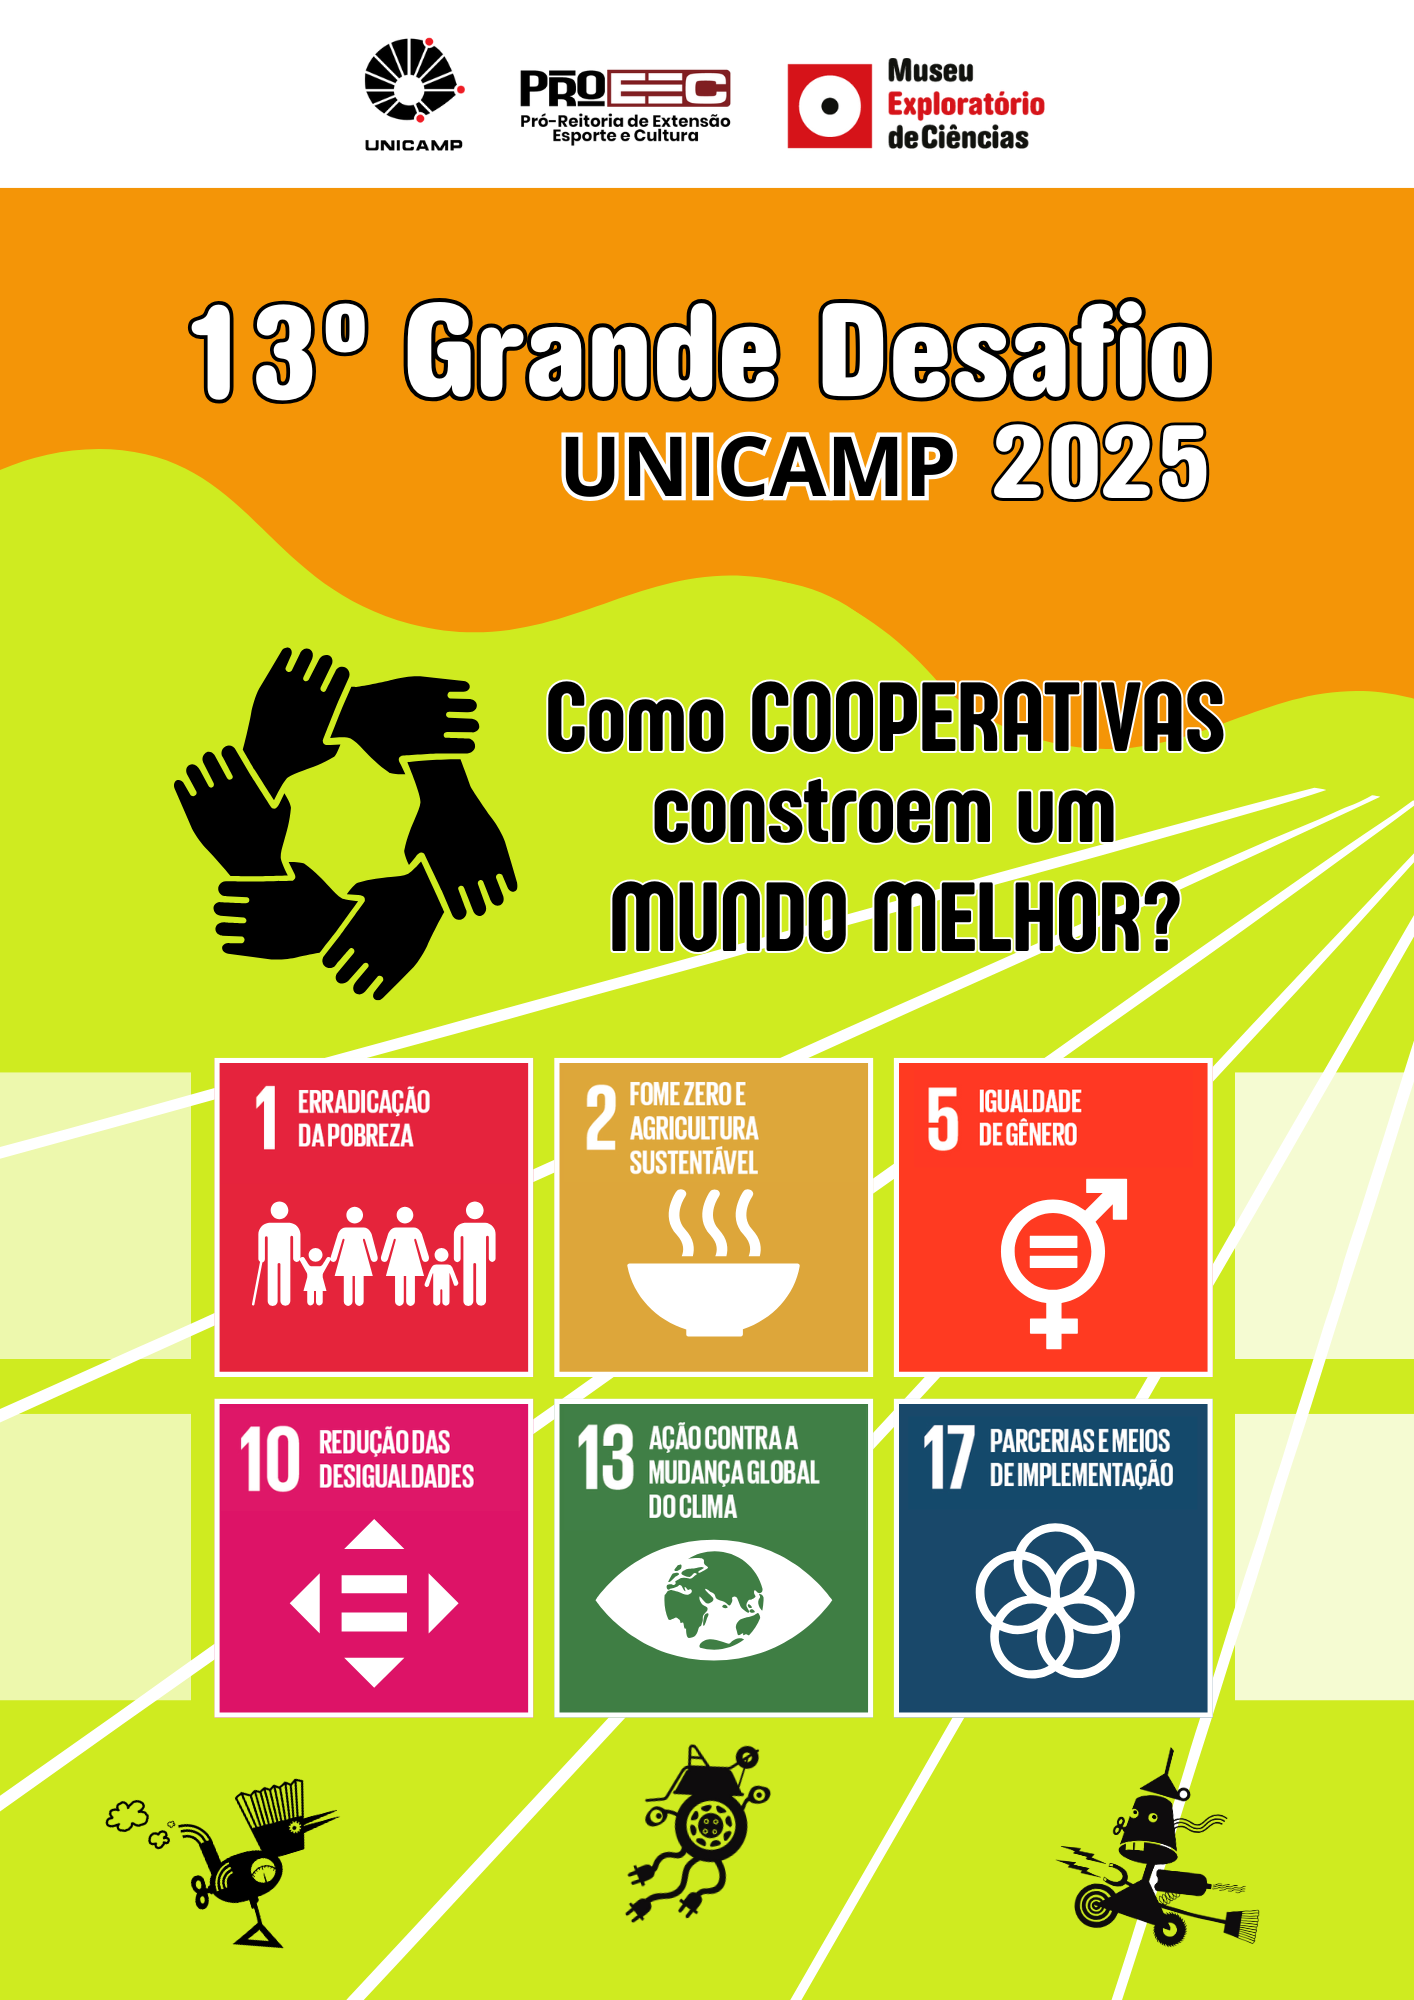 UNICAMP
PROEEC
Pró-Reitoria de Extensão
Esporte e Cultura
Museu
Exploratório
de Ciências
13º Grande Desafio
UNICAMP 2025
Como COOPERATIVAS
constroem um
MUNDO MELHOR?
1 ERRADICAÇÃO
DA POBREZA
2 FOME ZERO E
AGRICULTURA
SUSTENTÁVEL
5 IGUALDADE
DE GÊNERO
10 REDUÇÃO DAS
DESIGUALDADES
13 AÇÃO CONTRA A
MUDANÇA GLOBAL
DO CLIMA
17 PARCERIAS E MEIOS
DE IMPLEMENTAÇÃO